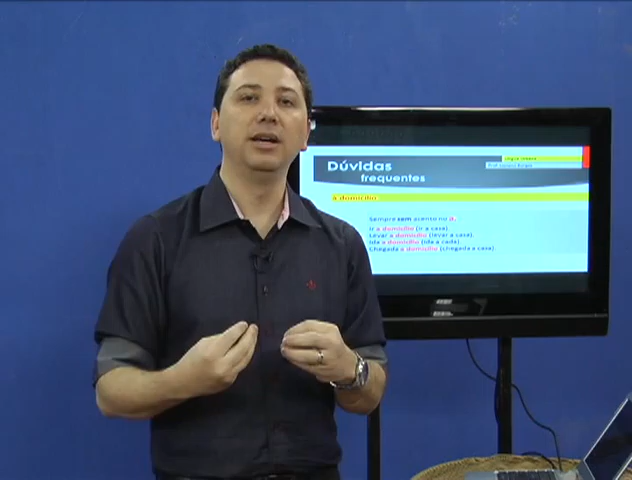 Dúvidas
frequentes
a domicílio
Sempre sem acento no a.
Ir a domicílio (ir a casa).
Levar a domicílio (levar a casa).
Ida a domicílio (ida a cada).
Chegada a domicílio (chegada a casa).